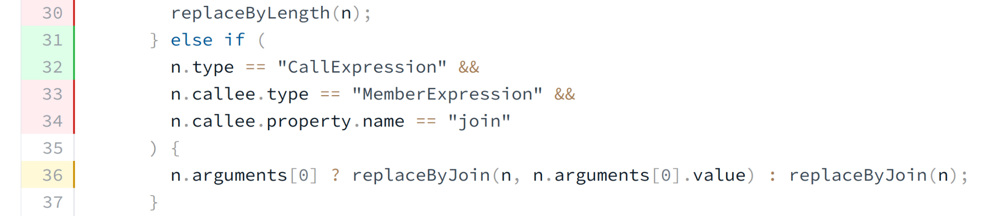 30 replaceByLength(n);
31 } else if (
32 n.type == "CallExpression" &&
33 n.callee.type == "MemberExpression" &&
34 n.callee.property.name == "join"
35 ) {
36 n.arguments[0] ? replaceByJoin(n, n.arguments[0].value) : replaceByJoin(n);
37 }